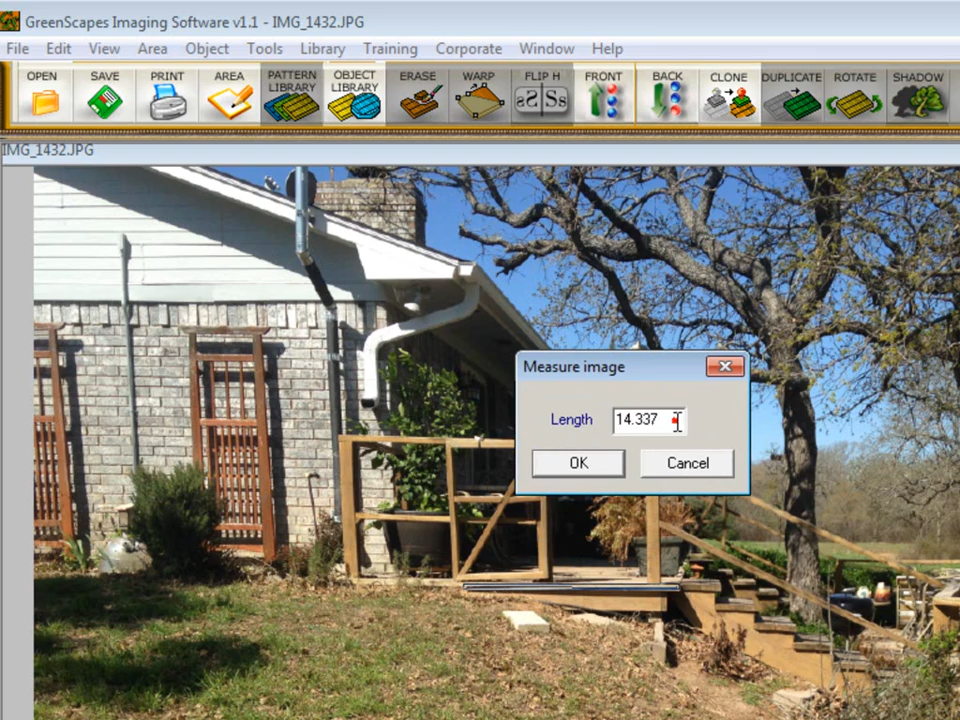 GreenScapes Imaging Software v1.1 - IMG_1432.JPG
File Edit View Area Object Tools Library Training Corporate Window Help
OPEN SAVE PRINT AREA PATTERN LIBRARY OBJECT LIBRARY ERASE WARP FLIP H FRONT BACK CLONE DUPLICATE ROTATE SHADOW
IMG_1432.JPG
Measure image
Length 14.337
OK Cancel